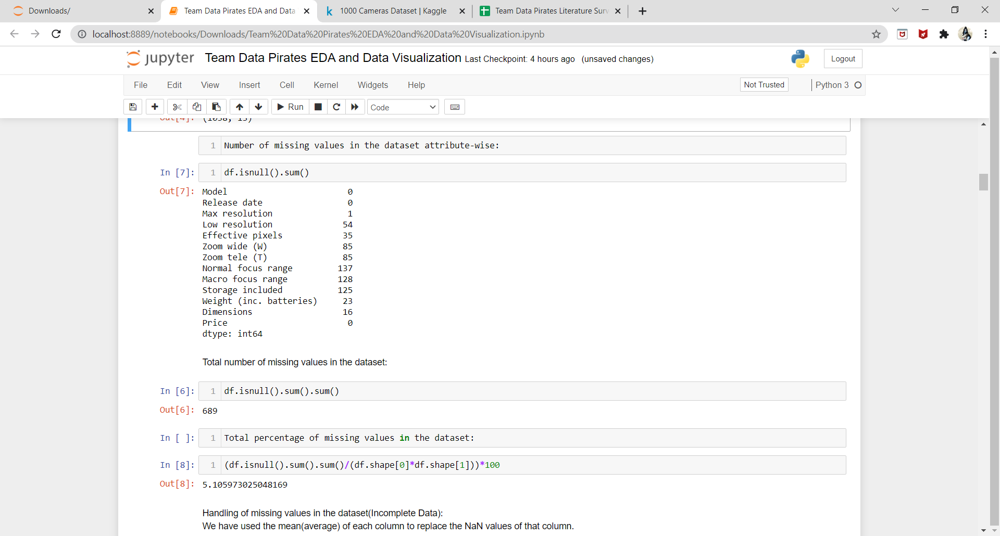 Downloads/
Team Data Pirates EDA and Data
1000 Cameras Dataset | Kaggle
Team Data Pirates Literature Surv
localhost:8889/notebooks/Downloads/Team%20Data%20Pirates%20EDA%20and%20Data%20Visualization.ipynb
jupyter Team Data Pirates EDA and Data Visualization Last Checkpoint: 4 hours ago (unsaved changes)
Logout
File Edit View Insert Cell Kernel Widgets Help
Not Trusted
Python 3
Run
Code
Out[4]: (1038, 13)
1 Number of missing values in the dataset attribute-wise:
In [7]: 1 df.isnull().sum()
Out[7]: Model 0
Release date 0
Max resolution 1
Low resolution 54
Effective pixels 35
Zoom wide (W) 85
Zoom tele (T) 85
Normal focus range 137
Macro focus range 128
Storage included 125
Weight (inc. batteries) 23
Dimensions 16
Price 0
dtype: int64
Total number of missing values in the dataset:
In [6]: 1 df.isnull().sum().sum()
Out[6]: 689
In [ ]: 1 Total percentage of missing values in the dataset:
In [8]: 1 (df.isnull().sum().sum()/(df.shape[0]*df.shape[1]))*100
Out[8]: 5.105973025048169
Handling of missing values in the dataset(Incomplete Data):
We have used the mean(average) of each column to replace the NaN values of that column.